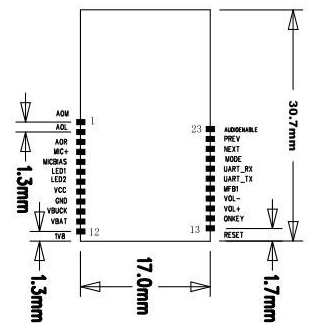 AOM
AOL
AOR
MIC+
MICBIAS
LED1
LED2
VCC
GND
VBUCK
VBAT
1V8
1
12
23
13
AUDIOENABLE
PREV
NEXT
MODE
UART_RX
UART_TX
MFB1
VOL-
VOL+
ONKEY
RESET
30.7mm
1.3mm
1.3mm
17.0mm
1.7mm